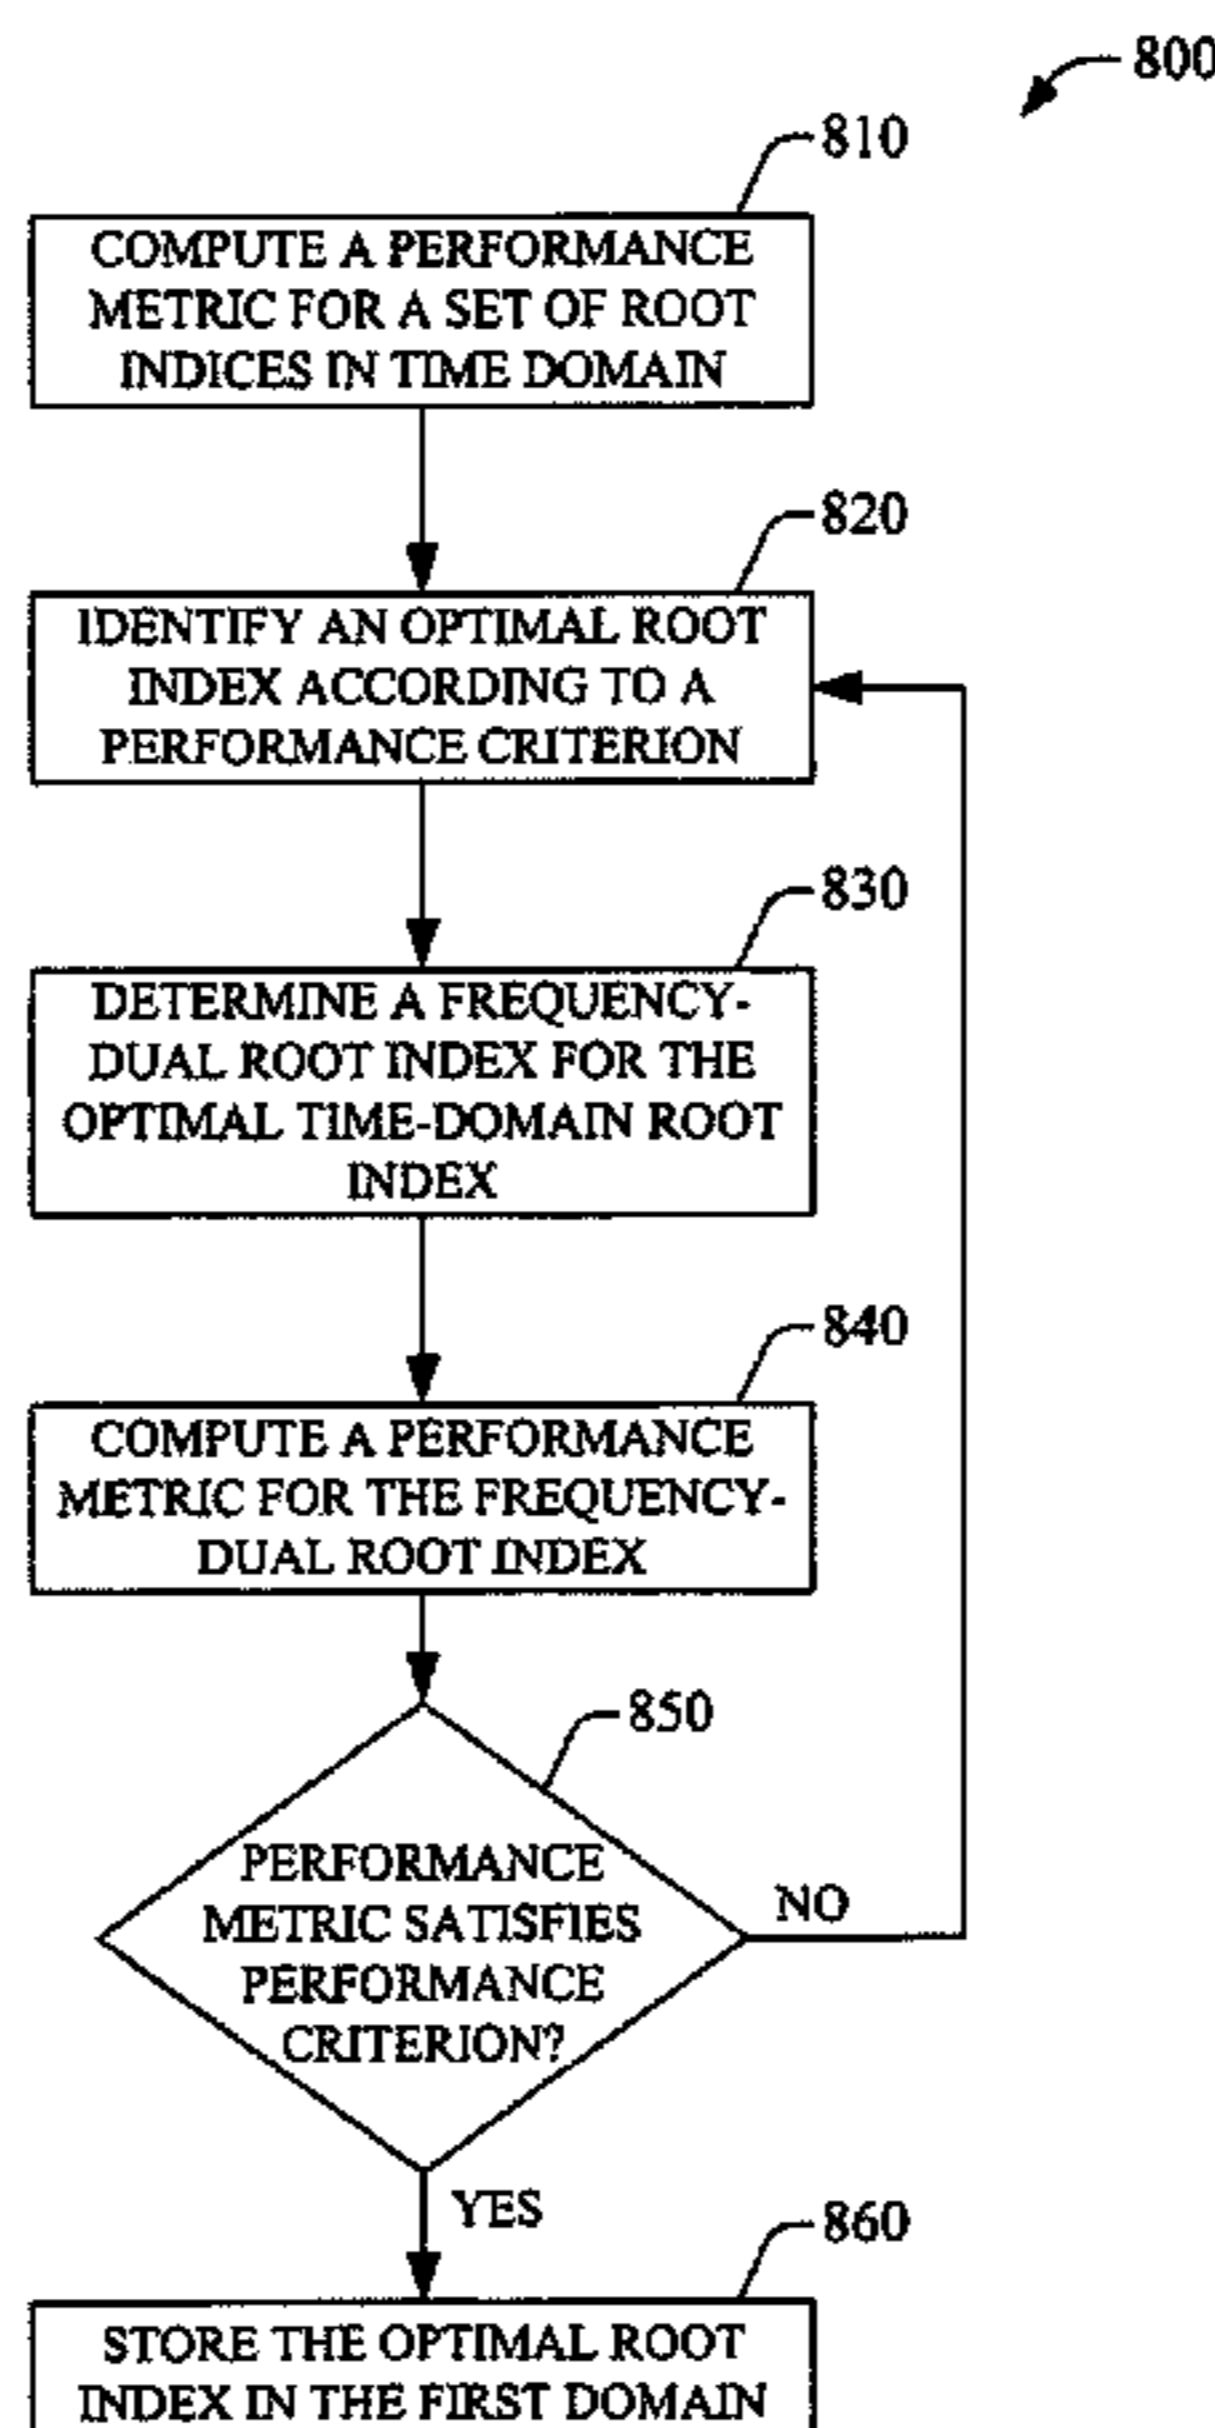 800
810
COMPUTE A PERFORMANCE
METRIC FOR A SET OF ROOT
INDICES IN TIME DOMAIN
820
IDENTIFY AN OPTIMAL ROOT
INDEX ACCORDING TO A
PERFORMANCE CRITERION
830
DETERMINE A FREQUENCY-
DUAL ROOT INDEX FOR THE
OPTIMAL TIME-DOMAIN ROOT
INDEX
840
COMPUTE A PERFORMANCE
METRIC FOR THE FREQUENCY-
DUAL ROOT INDEX
850
PERFORMANCE
METRIC SATISFIES
PERFORMANCE
CRITERION?
NO
YES
860
STORE THE OPTIMAL ROOT
INDEX IN THE FIRST DOMAIN